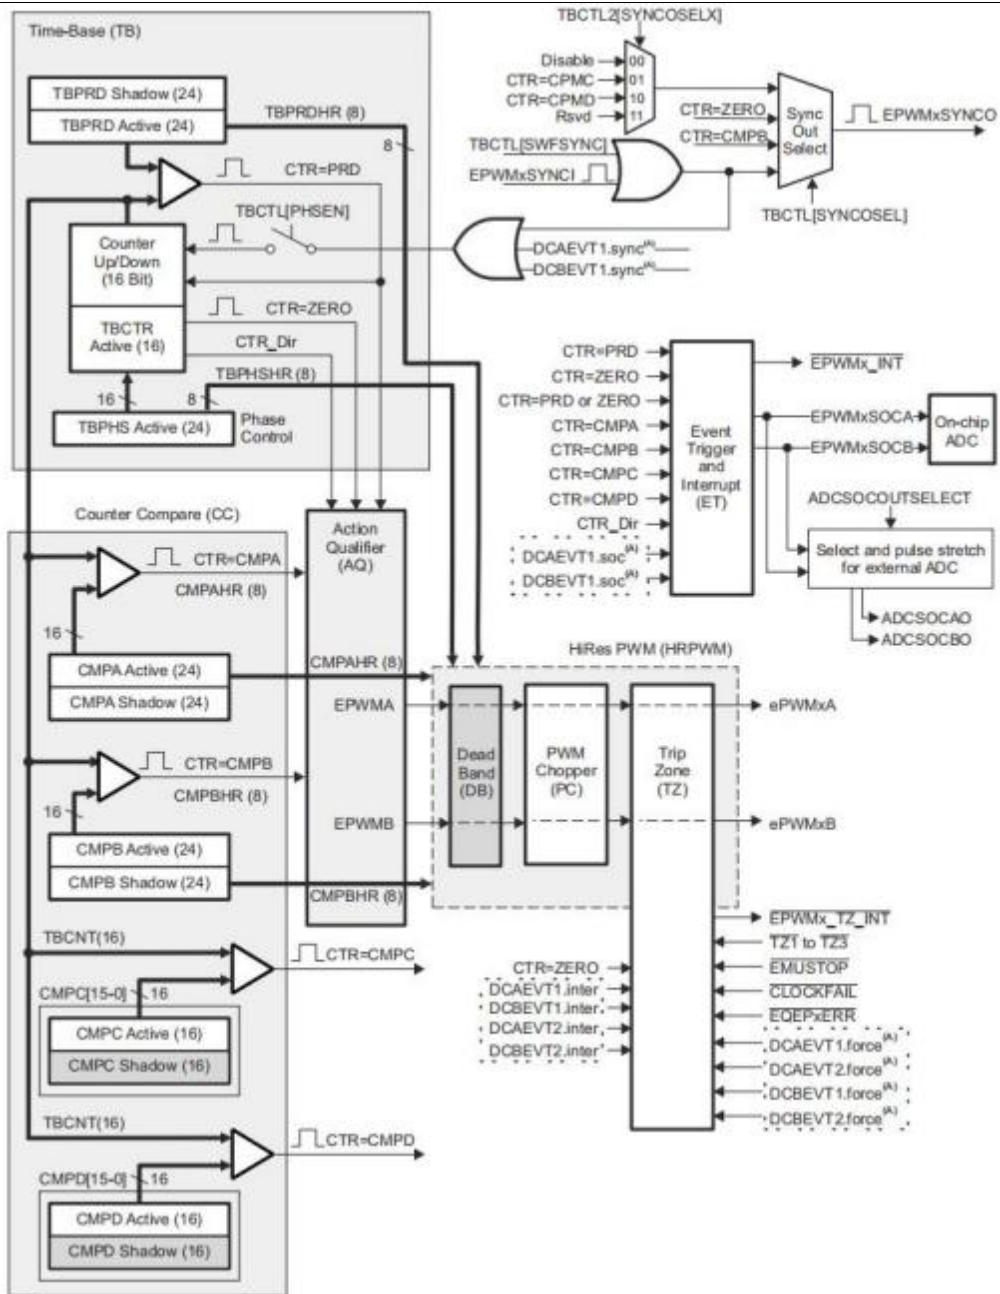 Time-Base (TB)
TBPRD Shadow (24)
TBPRD Active (24)
TBPRDHR (8)
8
CTR=PRD
TBCTL[PHSEN]
Counter
Up/Down
(16 Bit)
CTR=ZERO
TBCTR
Active (16)
CTR_Dir
TBPHSHR (8)
16
8
TBPHS Active (24)
Phase
Control
TBCTL2[SYNCOSELX]
Disable
00
CTR=CPMC
01
CTR=CPMD
10
Rsvd
11
CTR=ZERO
CTR=CMPB
Sync
Out
Select
EPWMxSYNCO
TBCTL[SWFSYNC]
EPWMxSYNCI
TBCTL[SYNCOSEL]
DCAEVT1.sync(A)
DCBEVT1.sync(A)
CTR=PRD
CTR=ZERO
CTR=PRD or ZERO
CTR=CMPA
CTR=CMPB
CTR=CMPC
CTR=CMPD
CTR_Dir
DCAEVT1.soc(A)
DCBEVT1.soc(A)
Event
Trigger
and
Interrupt
(ET)
EPWMx_INT
EPWMxSOCA
EPWMxSOCB
On-chip
ADC
ADCSOCOUTSELECT
Select and pulse stretch
for external ADC
ADCSOCAO
ADCSOCBO
Counter Compare (CC)
CTR=CMPA
CMPAHR (8)
16
CMPA Active (24)
CMPA Shadow (24)
CTR=CMPB
CMPBHR (8)
16
CMPB Active (24)
CMPB Shadow (24)
TBCNT(16)
CTR=CMPC
CMPC[15-0]
16
CMPC Active (16)
CMPC Shadow (16)
TBCNT(16)
CTR=CMPD
CMPD[15-0]
16
CMPD Active (16)
CMPD Shadow (16)
Action
Qualifier
(AQ)
CMPAHR (8)
EPWMA
EPWMB
CMPBHR (8)
HiRes PWM (HRPWM)
Dead
Band
(DB)
PWM
Chopper
(PC)
Trip
Zone
(TZ)
ePWMxA
ePWMxB
EPWMx_TZ_INT
TZ1 to TZ3
EMUSTOP
CLOCKFAIL
EQEPxERR
DCAEVT1.force(A)
DCAEVT2.force(A)
DCBEVT1.force(A)
DCBEVT2.force(A)
CTR=ZERO
DCAEVT1.inter
DCBEVT1.inter
DCAEVT2.inter
DCBEVT2.inter